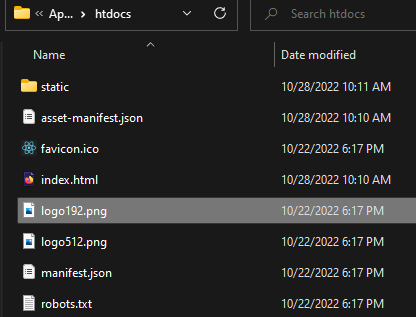 Ap... htdocs Search htdocs
Name Date modified
static 10/28/2022 10:11 AM
asset-manifest.json 10/28/2022 10:10 AM
favicon.ico 10/22/2022 6:17 PM
index.html 10/28/2022 10:10 AM
logo192.png 10/22/2022 6:17 PM
logo512.png 10/22/2022 6:17 PM
manifest.json 10/22/2022 6:17 PM
robots.txt 10/22/2022 6:17 PM